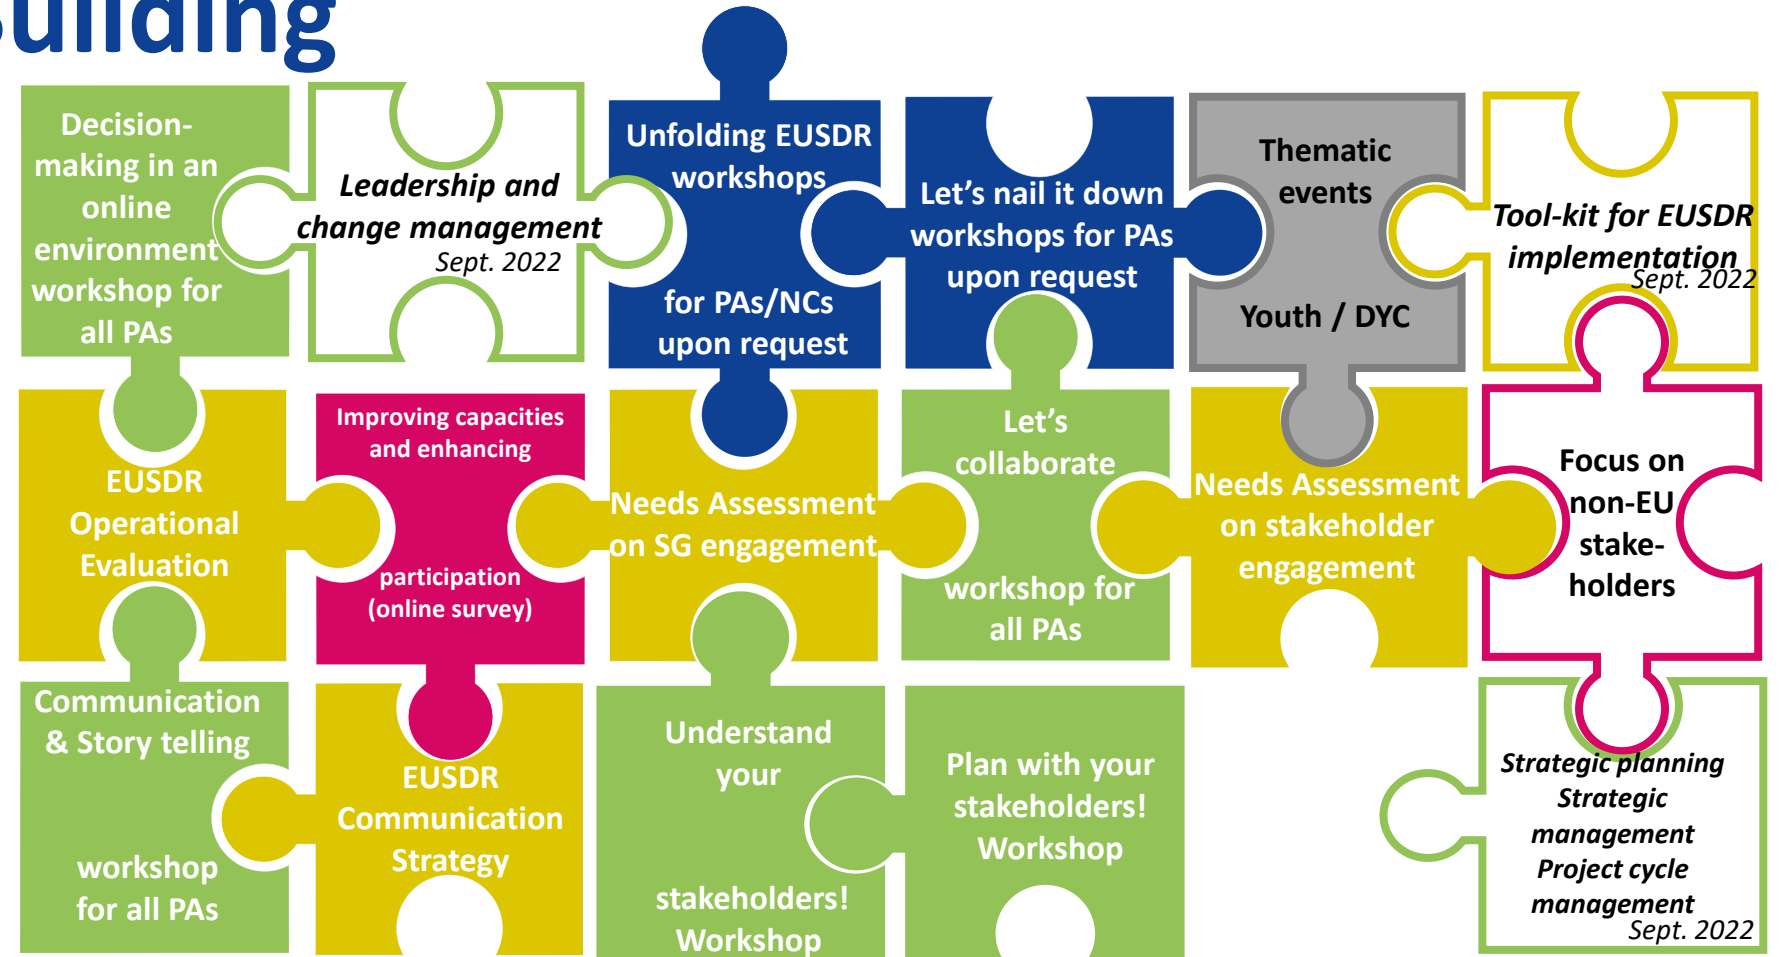 Building
Decision-
making in an
online
environment
workshop for
all PAs
Leadership and
change management
Sept. 2022
Unfolding EUSDR
workshops
for PAs/NCs
upon request
Let's nail it down
workshops for PAs
upon request
Thematic
events
Youth / DYC
Tool-kit for EUSDR
implementation
Sept. 2022
EUSDR
Operational
Evaluation
Improving capacities
and enhancing
participation
(online survey)
Needs Assessment
on SG engagement
Let's
collaborate
workshop for
all PAs
Needs Assessment
on stakeholder
engagement
Focus on
non-EU
stake-
holders
Communication
& Story telling
workshop
for all PAs
EUSDR
Communication
Strategy
Understand
your
stakeholders!
Workshop
Plan with your
stakeholders!
Workshop
Strategic planning
Strategic
management
Project cycle
management
Sept. 2022